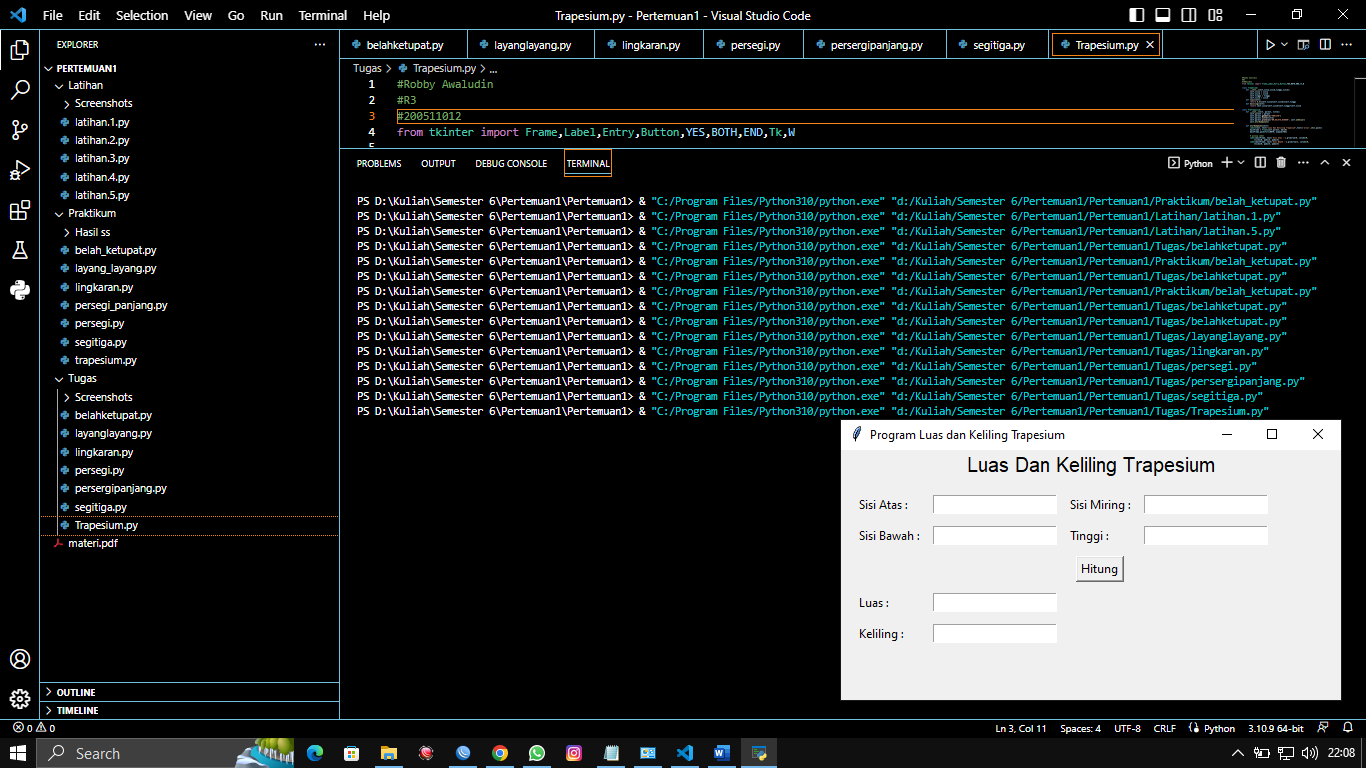 File Edit Selection View Go Run Terminal Help
Trapesium.py - Pertemuan1 - Visual Studio Code
EXPLORER
PERTEMUAN1
Latihan
Screenshots
latihan.1.py
latihan.2.py
latihan.3.py
latihan.4.py
latihan.5.py
Praktikum
Hasil ss
belah_ketupat.py
layang_layang.py
lingkaran.py
persegi_panjang.py
persegi.py
segitiga.py
trapesium.py
Tugas
Screenshots
belahketupat.py
layanglayang.py
lingkaran.py
persegi.py
persergipanjang.py
segitiga.py
Trapesium.py
materi.pdf
OUTLINE
TIMELINE
belahketupat.py layanglayang.py lingkaran.py persegi.py persergipanjang.py segitiga.py Trapesium.py
Tugas > Trapesium.py > ...
1 #Robby Awaludin
2 #R3
3 #200511012
4 from tkinter import Frame,Label,Entry,Button,YES,BOTH,END,Tk,W
PROBLEMS OUTPUT DEBUG CONSOLE TERMINAL
Python
PS D:\Kuliah\Semester 6\Pertemuan1\Pertemuan1> & "C:/Program Files/Python310/python.exe" "d:/Kuliah/Semester 6/Pertemuan1/Pertemuan1/Praktikum/belah_ketupat.py"
PS D:\Kuliah\Semester 6\Pertemuan1\Pertemuan1> & "C:/Program Files/Python310/python.exe" "d:/Kuliah/Semester 6/Pertemuan1/Pertemuan1/Latihan/latihan.1.py"
PS D:\Kuliah\Semester 6\Pertemuan1\Pertemuan1> & "C:/Program Files/Python310/python.exe" "d:/Kuliah/Semester 6/Pertemuan1/Pertemuan1/Latihan/latihan.5.py"
PS D:\Kuliah\Semester 6\Pertemuan1\Pertemuan1> & "C:/Program Files/Python310/python.exe" "d:/Kuliah/Semester 6/Pertemuan1/Pertemuan1/Tugas/belahketupat.py"
PS D:\Kuliah\Semester 6\Pertemuan1\Pertemuan1> & "C:/Program Files/Python310/python.exe" "d:/Kuliah/Semester 6/Pertemuan1/Pertemuan1/Praktikum/belah_ketupat.py"
PS D:\Kuliah\Semester 6\Pertemuan1\Pertemuan1> & "C:/Program Files/Python310/python.exe" "d:/Kuliah/Semester 6/Pertemuan1/Pertemuan1/Tugas/belahketupat.py"
PS D:\Kuliah\Semester 6\Pertemuan1\Pertemuan1> & "C:/Program Files/Python310/python.exe" "d:/Kuliah/Semester 6/Pertemuan1/Pertemuan1/Praktikum/belah_ketupat.py"
PS D:\Kuliah\Semester 6\Pertemuan1\Pertemuan1> & "C:/Program Files/Python310/python.exe" "d:/Kuliah/Semester 6/Pertemuan1/Pertemuan1/Tugas/belahketupat.py"
PS D:\Kuliah\Semester 6\Pertemuan1\Pertemuan1> & "C:/Program Files/Python310/python.exe" "d:/Kuliah/Semester 6/Pertemuan1/Pertemuan1/Tugas/belahketupat.py"
PS D:\Kuliah\Semester 6\Pertemuan1\Pertemuan1> & "C:/Program Files/Python310/python.exe" "d:/Kuliah/Semester 6/Pertemuan1/Pertemuan1/Tugas/layanglayang.py"
PS D:\Kuliah\Semester 6\Pertemuan1\Pertemuan1> & "C:/Program Files/Python310/python.exe" "d:/Kuliah/Semester 6/Pertemuan1/Pertemuan1/Tugas/lingkaran.py"
PS D:\Kuliah\Semester 6\Pertemuan1\Pertemuan1> & "C:/Program Files/Python310/python.exe" "d:/Kuliah/Semester 6/Pertemuan1/Pertemuan1/Tugas/persegi.py"
PS D:\Kuliah\Semester 6\Pertemuan1\Pertemuan1> & "C:/Program Files/Python310/python.exe" "d:/Kuliah/Semester 6/Pertemuan1/Pertemuan1/Tugas/persergipanjang.py"
PS D:\Kuliah\Semester 6\Pertemuan1\Pertemuan1> & "C:/Program Files/Python310/python.exe" "d:/Kuliah/Semester 6/Pertemuan1/Pertemuan1/Tugas/segitiga.py"
PS D:\Kuliah\Semester 6\Pertemuan1\Pertemuan1> & "C:/Program Files/Python310/python.exe" "d:/Kuliah/Semester 6/Pertemuan1/Pertemuan1/Tugas/Trapesium.py"
Program Luas dan Keliling Trapesium
Luas Dan Keliling Trapesium
Sisi Atas : Sisi Miring :
Sisi Bawah : Tinggi :
Hitung
Luas :
Keliling :
0 0 Ln 3, Col 11 Spaces: 4 UTF-8 CRLF Python 3.10.9 64-bit
Search
22:08